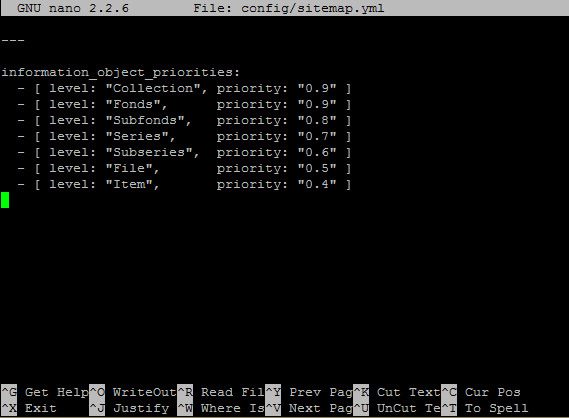 GNU nano 2.2.6        File: config/sitemap.yml
---
information_object_priorities:
  - [ level: "Collection", priority: "0.9" ]
  - [ level: "Fonds",      priority: "0.9" ]
  - [ level: "Subfonds",   priority: "0.8" ]
  - [ level: "Series",     priority: "0.7" ]
  - [ level: "Subseries",  priority: "0.6" ]
  - [ level: "File",       priority: "0.5" ]
  - [ level: "Item",       priority: "0.4" ]
^G Get Help^O WriteOut^R Read Fil^Y Prev Pag^K Cut Text^C Cur Pos
^X Exit    ^J Justify ^W Where Is^V Next Pag^U UnCut Te^T To Spell